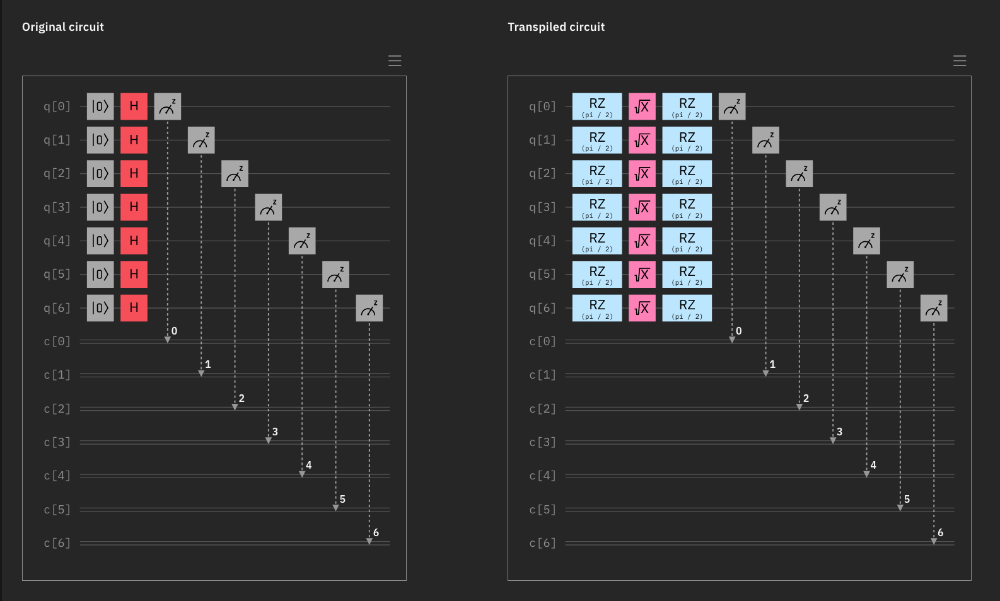 Original circuit
Transpiled circuit
q[0] |0⟩ H z
q[1] |0⟩ H z
q[2] |0⟩ H z
q[3] |0⟩ H z
q[4] |0⟩ H z
q[5] |0⟩ H z
q[6] |0⟩ H z
c[0] 0
c[1] 1
c[2] 2
c[3] 3
c[4] 4
c[5] 5
c[6] 6
q[0] RZ (pi / 2) √X RZ (pi / 2) z
q[1] RZ (pi / 2) √X RZ (pi / 2) z
q[2] RZ (pi / 2) √X RZ (pi / 2) z
q[3] RZ (pi / 2) √X RZ (pi / 2) z
q[4] RZ (pi / 2) √X RZ (pi / 2) z
q[5] RZ (pi / 2) √X RZ (pi / 2) z
q[6] RZ (pi / 2) √X RZ (pi / 2) z
c[0] 0
c[1] 1
c[2] 2
c[3] 3
c[4] 4
c[5] 5
c[6] 6